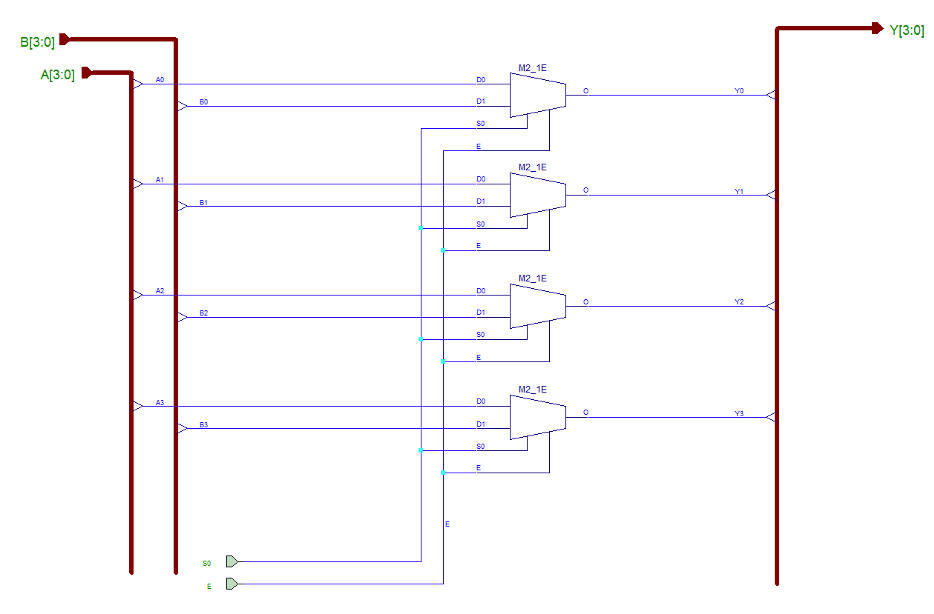 B[3:0]
Y[3:0]
A[3:0]
M2_1E
A0
D0
O
Y0
B0
D1
S0
E
M2_1E
A1
D0
O
Y1
B1
D1
S0
E
M2_1E
A2
D0
O
Y2
B2
D1
S0
E
M2_1E
A3
D0
O
Y3
B3
D1
S0
E
E
S0
E